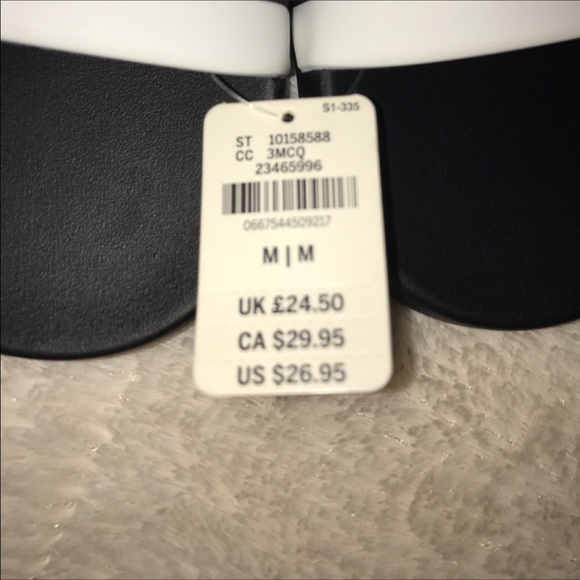 S1-335
ST 10158588
CC 3MCQ
23465996
0667544509217
M | M
UK £24.50
CA $29.95
US $26.95